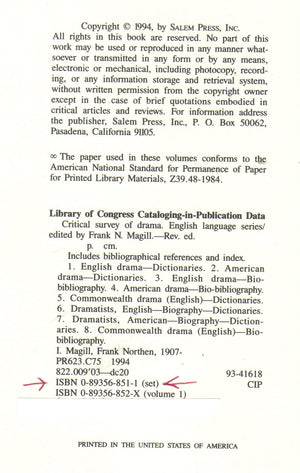 Copyright © 1994, by SALEM PRESS, INC.
All rights in this book are reserved. No part of this
work may be used or reproduced in any manner what-
soever or transmitted in any form or by any means,
electronic or mechanical, including photocopy, record-
ing, or any information storage and retrieval system,
without written permission from the copyright owner
except in the case of brief quotations embodied in
critical articles and reviews. For information address
the publisher, Salem Press, Inc., P. O. Box 50062,
Pasadena, California 91105.
∞ The paper used in these volumes conforms to the
American National Standard for Permanence of Paper
for Printed Library Materials, Z39.48-1984.
Library of Congress Cataloging-in-Publication Data
Critical survey of drama. English language series/
edited by Frank N. Magill.—Rev. ed.
p. cm.
Includes bibliographical references and index.
1. English drama—Dictionaries. 2. American
drama—Dictionaries. 3. English drama—Bio-
bibliography. 4. American drama—Bio-bibliography.
5. Commonwealth drama (English)—Dictionaries.
6. Dramatists, English—Biography—Dictionaries.
7. Dramatists, American—Biography—Diction-
aries. 8. Commonwealth drama (English)—Bio-
bibliography.
I. Magill, Frank Northen, 1907-
PR623.C75 1994
822.009'03—dc20 93-41618
ISBN 0-89356-851-1 (set) CIP
ISBN 0-89356-852-X (volume 1)
PRINTED IN THE UNITED STATES OF AMERICA